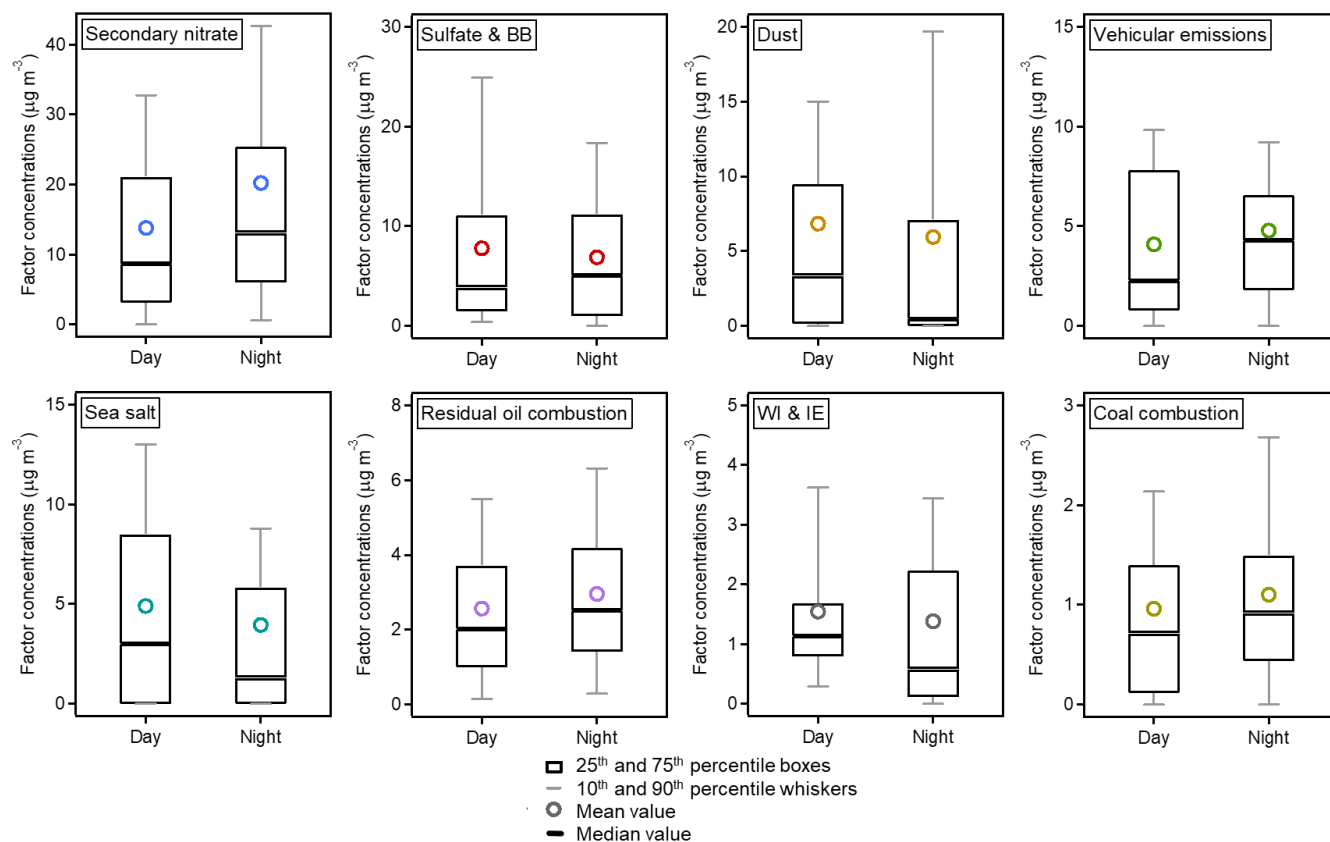 Secondary nitrate
Factor concentrations (μg m⁻³)
40
30
20
10
0
Day
Night
Sulfate & BB
Factor concentrations (μg m⁻³)
30
20
10
0
Day
Night
Dust
Factor concentrations (μg m⁻³)
20
15
10
5
0
Day
Night
Vehicular emissions
Factor concentrations (μg m⁻³)
15
10
5
0
Day
Night
Sea salt
Factor concentrations (μg m⁻³)
15
10
5
0
Day
Night
Residual oil combustion
Factor concentrations (μg m⁻³)
8
6
4
2
0
Day
Night
WI & IE
Factor concentrations (μg m⁻³)
5
4
3
2
1
0
Day
Night
Coal combustion
Factor concentrations (μg m⁻³)
3
2
1
0
Day
Night
25th and 75th percentile boxes
10th and 90th percentile whiskers
Mean value
Median value